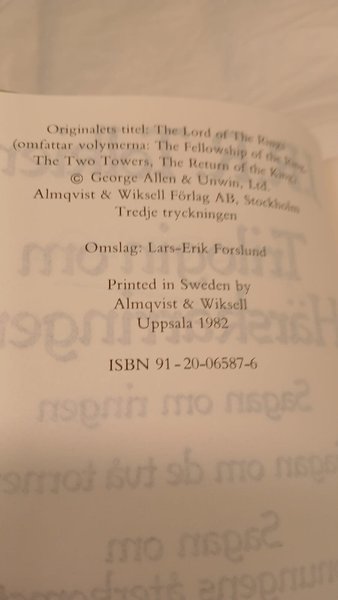 Originalets titel: The Lord of The Rings
(omfattar volymerna: The Fellowship of the Ring,
The Two Towers, The Return of the King)
© George Allen & Unwin, Ltd.
Almqvist & Wiksell Förlag AB, Stockholm
Tredje tryckningen
Omslag: Lars-Erik Forslund
Printed in Sweden by
Almqvist & Wiksell
Uppsala 1982
ISBN 91-20-06587-6